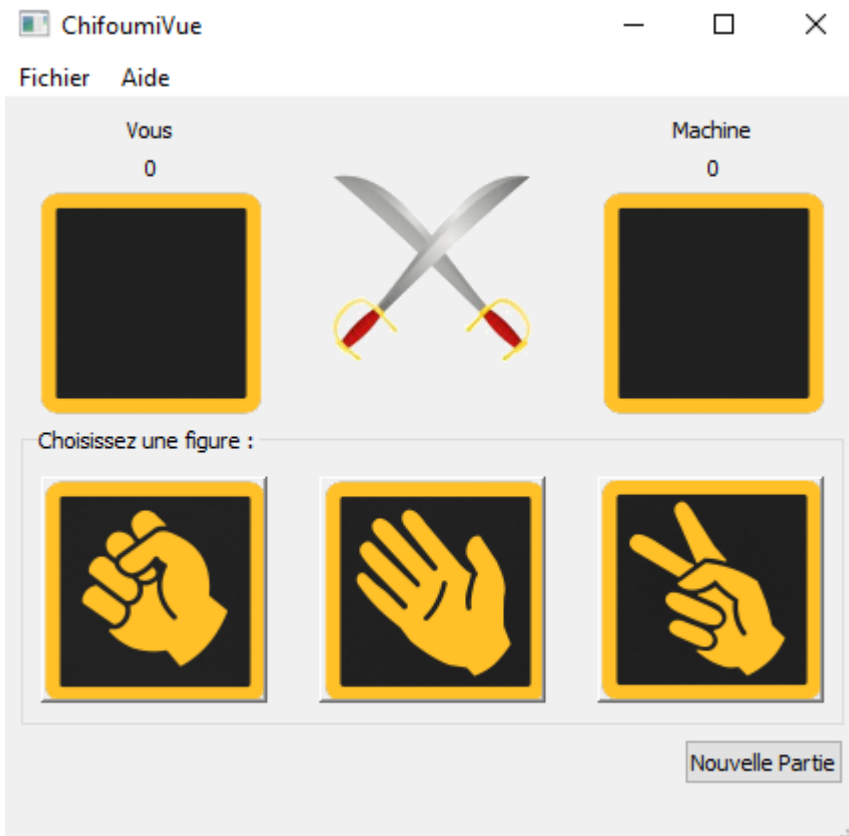 ChifoumiVue
Fichier Aide
Vous Machine
0 0
Choisissez une figure :
Nouvelle Partie